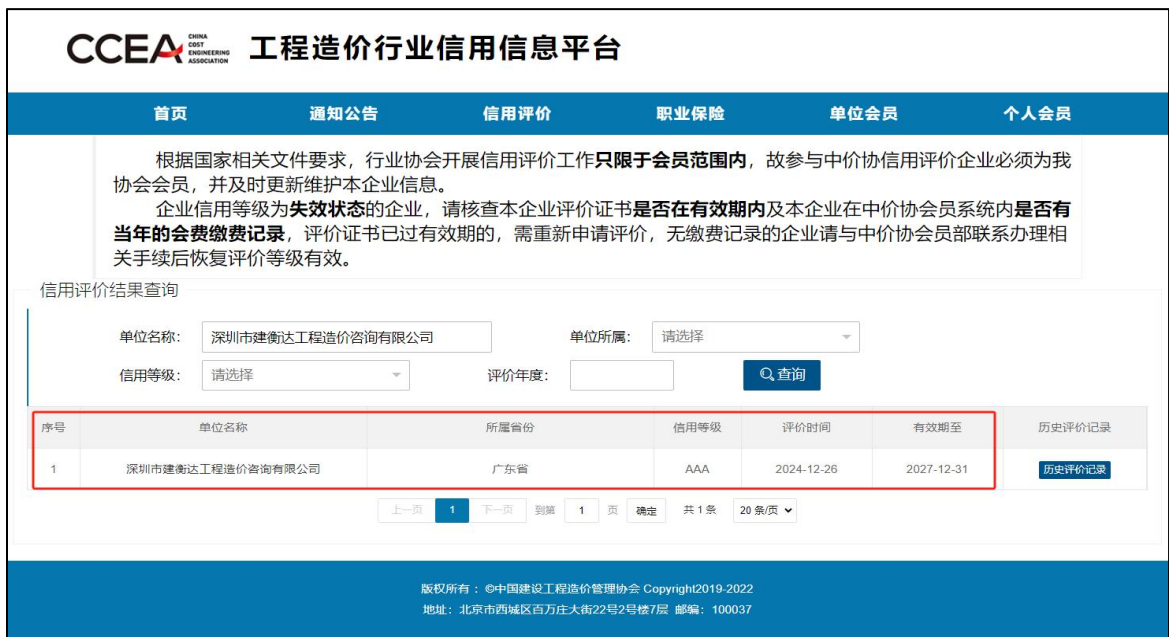 CCEA CHINA COST ENGINEERING ASSOCIATION 工程造价行业信用信息平台
首页 通知公告 信用评价 职业保险 单位会员 个人会员
根据国家相关文件要求，行业协会开展信用评价工作只限于会员范围内，故参与中价协信用评价企业必须为我
协会会员，并及时更新维护本企业信息。
企业信用等级为失效状态的企业，请核查本企业评价证书是否在有效期内及本企业在中价协会员系统内是否有
当年的会费缴费记录，评价证书已过有效期的，需重新申请评价，无缴费记录的企业请与中价协会员部联系办理相
关手续后恢复评价等级有效。
信用评价结果查询
单位名称： 深圳市建衡达工程造价咨询有限公司 单位所属： 请选择
信用等级： 请选择 评价年度： 查询
序号 单位名称 所属省份 信用等级 评价时间 有效期至 历史评价记录
1 深圳市建衡达工程造价咨询有限公司 广东省 AAA 2024-12-26 2027-12-31 历史评价记录
上一页 1 下一页 到第 1 页 确定 共 1 条 20 条/页
版权所有： ©中国建设工程造价管理协会 Copyright2019-2022
地址：北京市西城区百万庄大街22号2号楼7层 邮编：100037